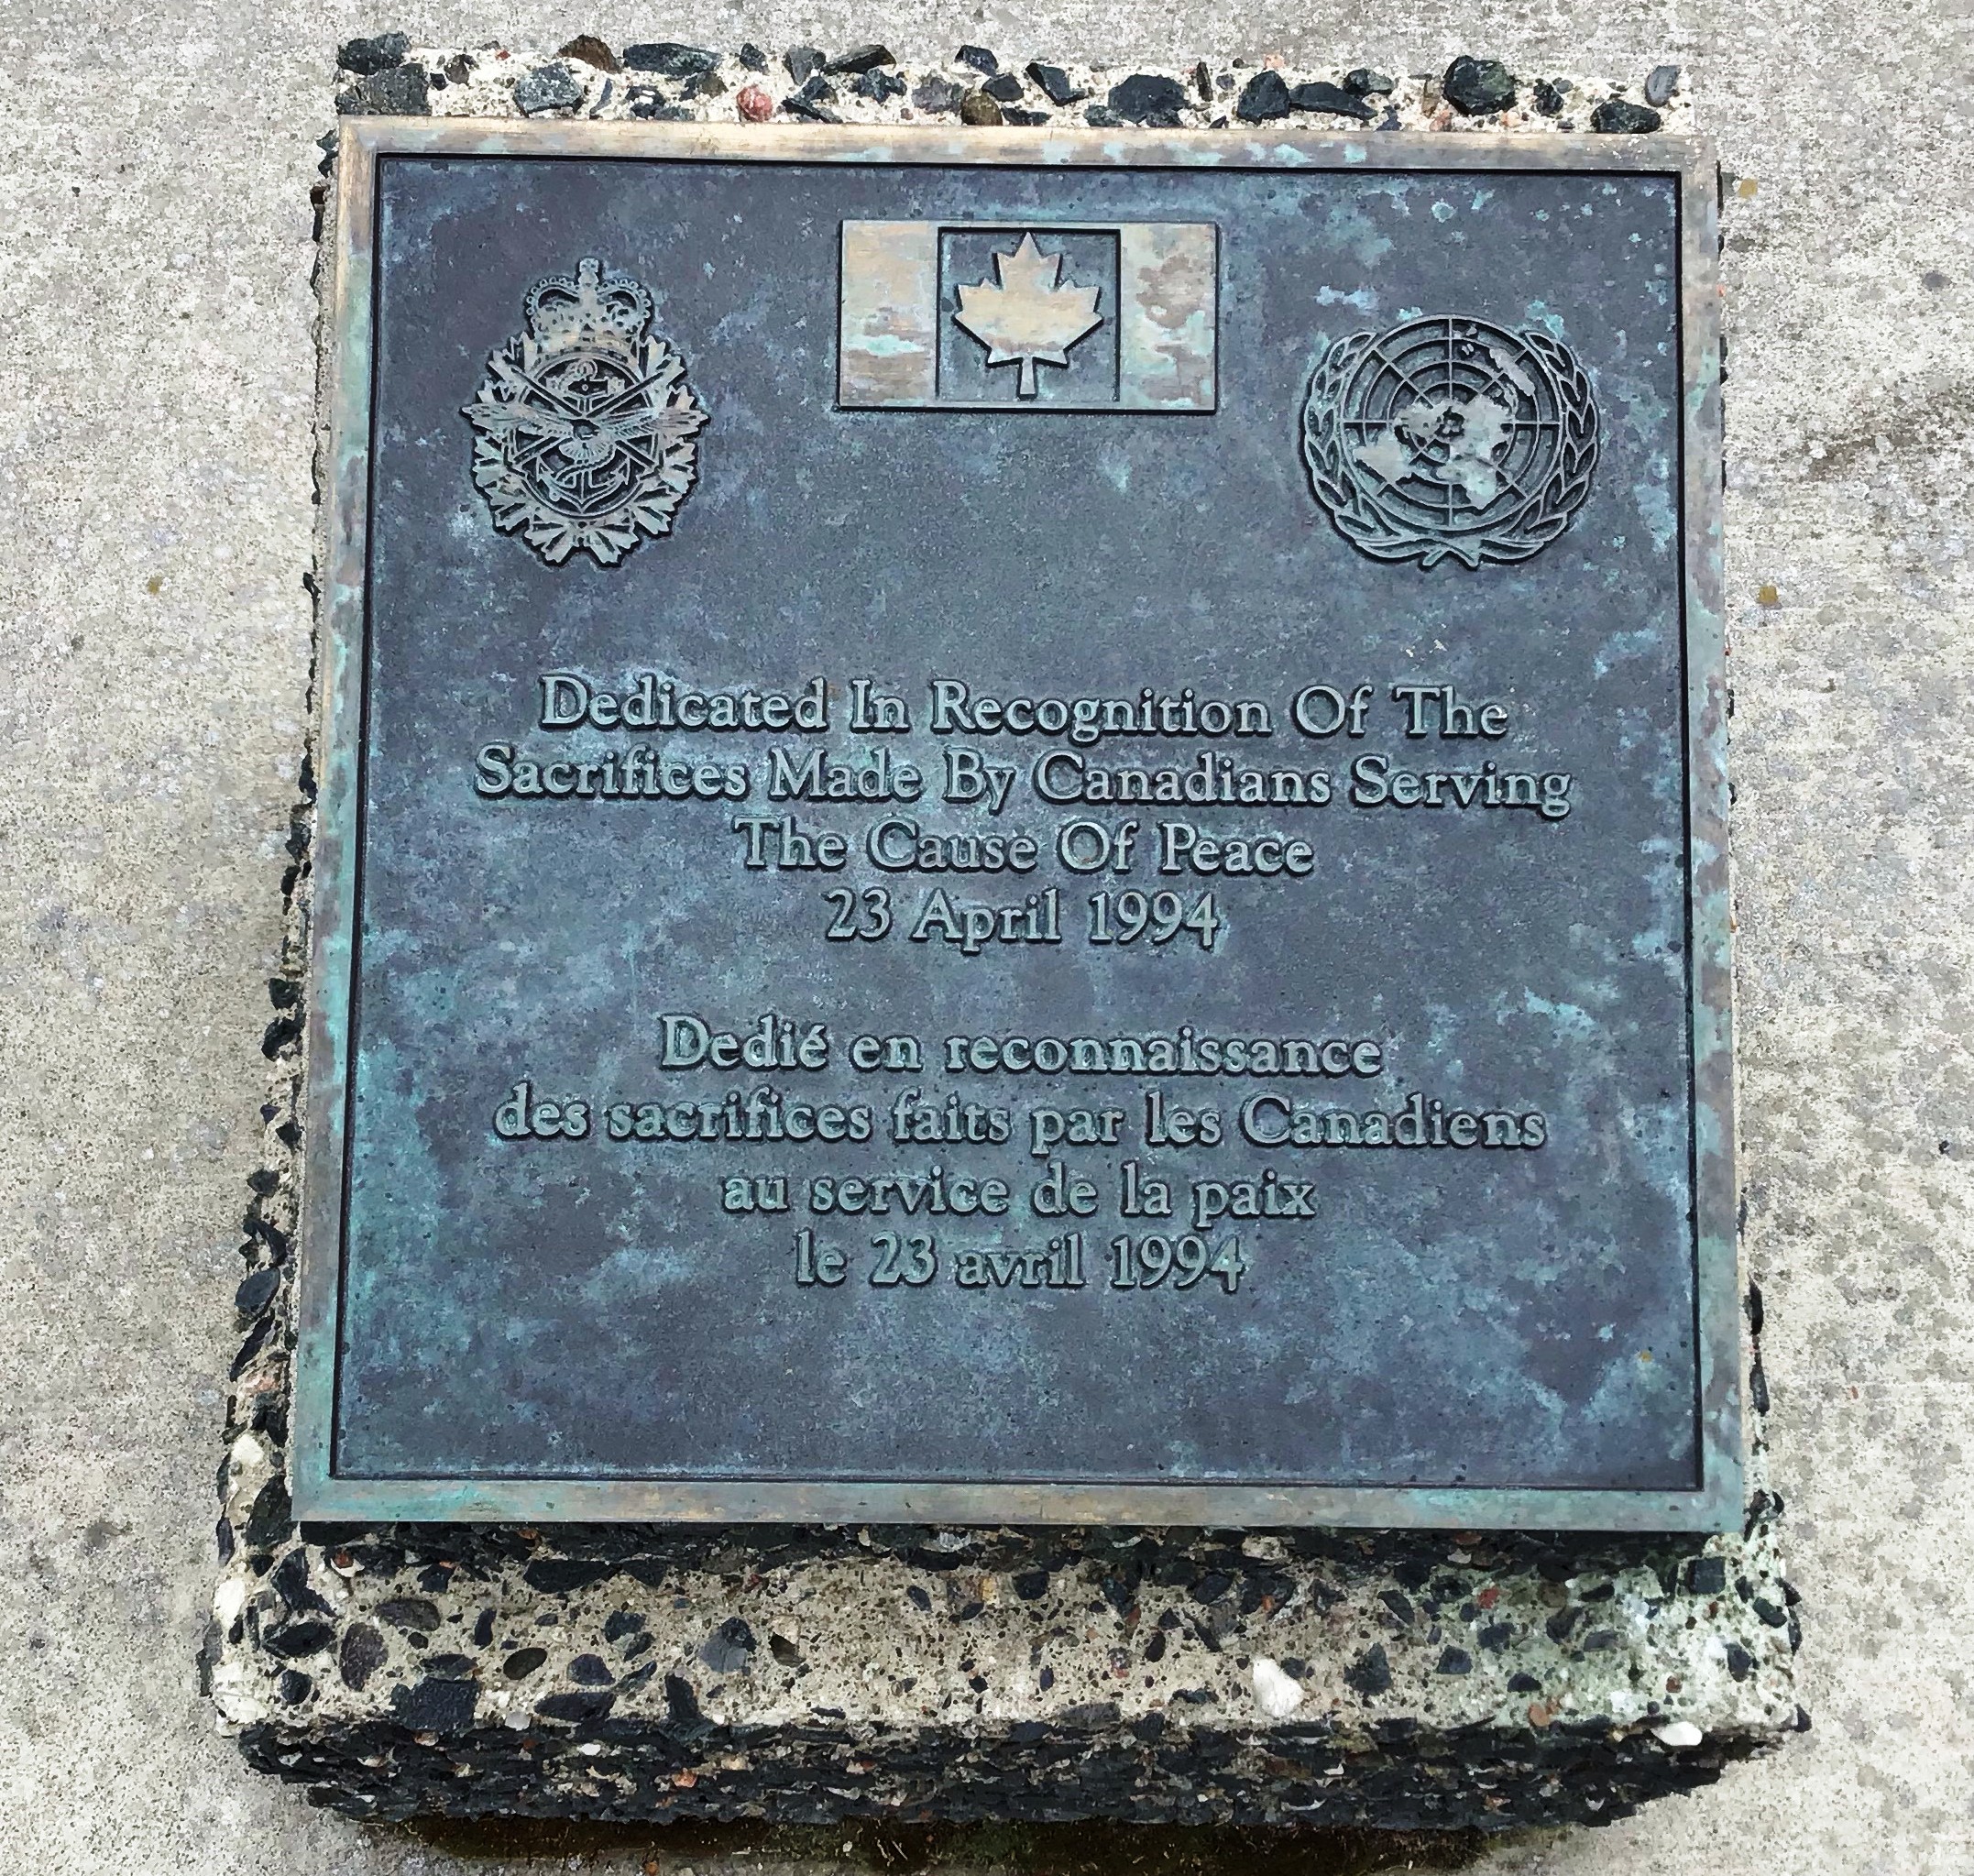 Dedicated In Recognition Of The
Sacrifices Made By Canadians Serving
The Cause Of Peace
23 April 1994
Dedié en reconnaissance
des sacrifices faits par les Canadiens
au service de la paix
le 23 avril 1994